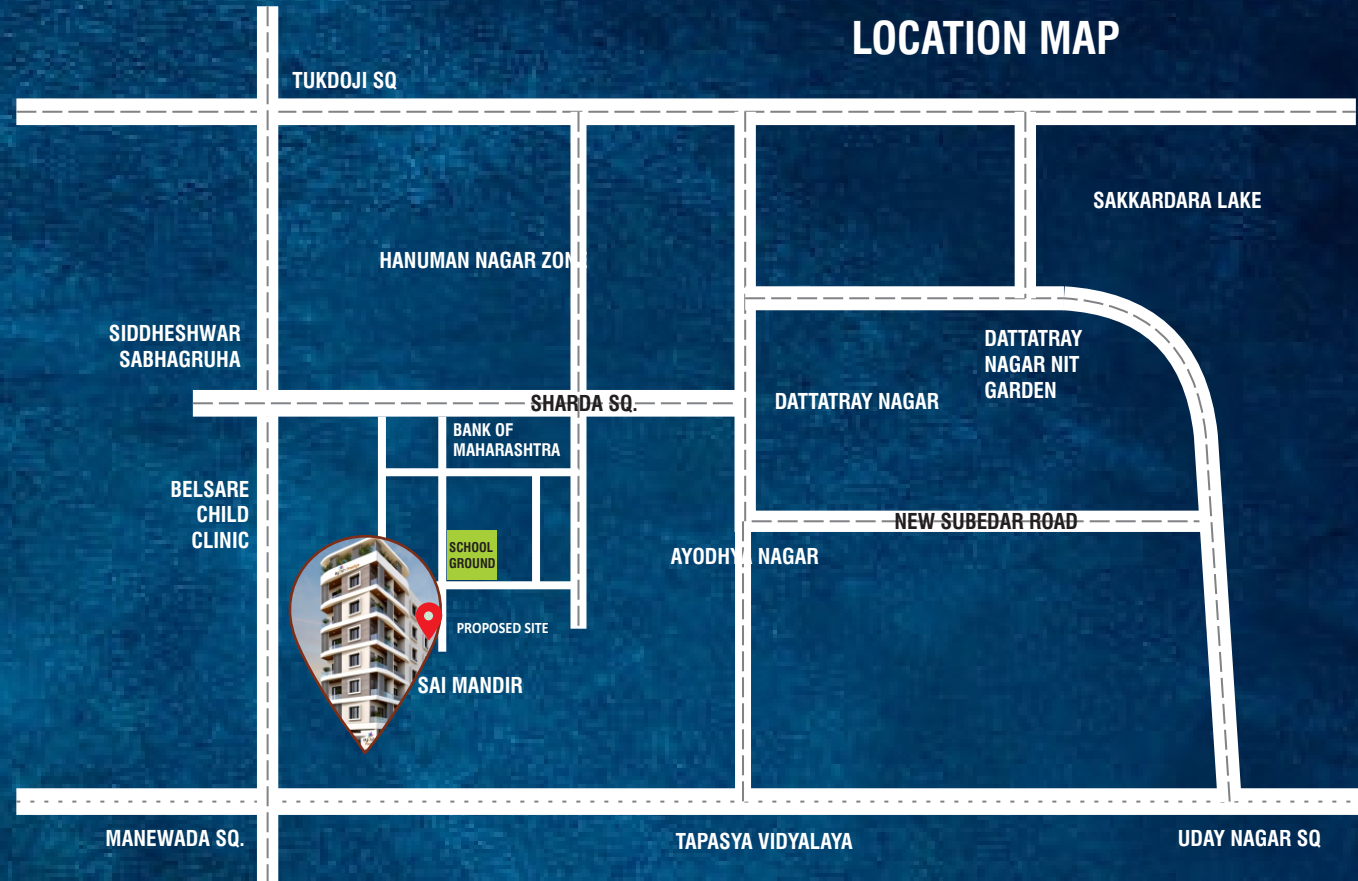 LOCATION MAP
TUKDOJI SQ
SAKKARDARA LAKE
HANUMAN NAGAR ZONE
SIDDHESHWAR
SABHAGRUHA
DATTATRAY
NAGAR NIT
GARDEN
SHARDA SQ.
DATTATRAY NAGAR
BANK OF
MAHARASHTRA
BELSARE
CHILD
CLINIC
NEW SUBEDAR ROAD
SCHOOL
GROUND
AYODHYA NAGAR
PROPOSED SITE
SAI MANDIR
MANEWADA SQ.
TAPASYA VIDYALAYA
UDAY NAGAR SQ